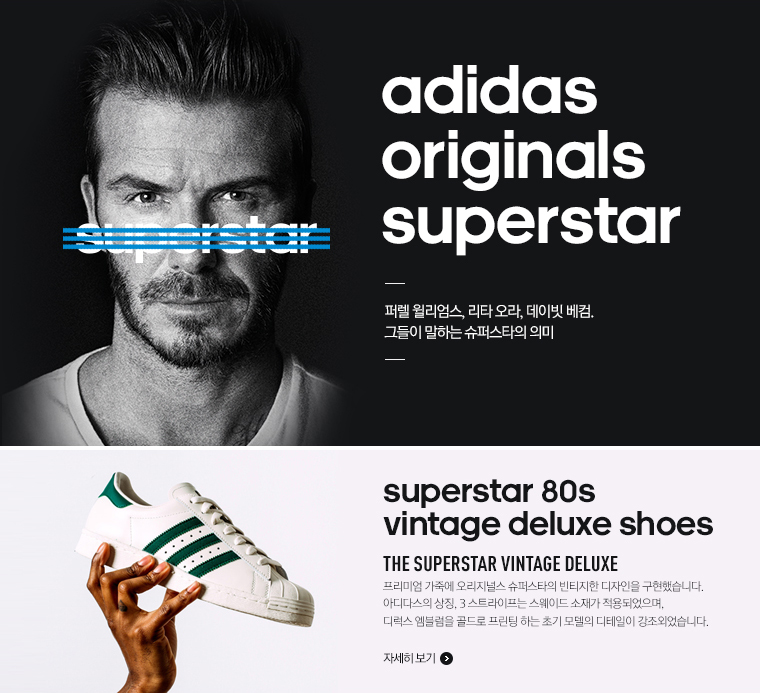 adidas
originals
superstar
superstar
퍼렐 윌리엄스, 리타 오라, 데이빗 베컴.
그들이 말하는 슈퍼스타의 의미
superstar 80s
vintage deluxe shoes
THE SUPERSTAR VINTAGE DELUXE
프리미엄 가죽에 오리지널스 슈퍼스타의 빈티지한 디자인을 구현했습니다.
아디다스의 상징, 3 스트라이프는 스웨이드 소재가 적용되었으며,
디럭스 엠블럼을 골드로 프린팅 하는 초기 모델의 디테일이 강조외었습니다.
자세히 보기